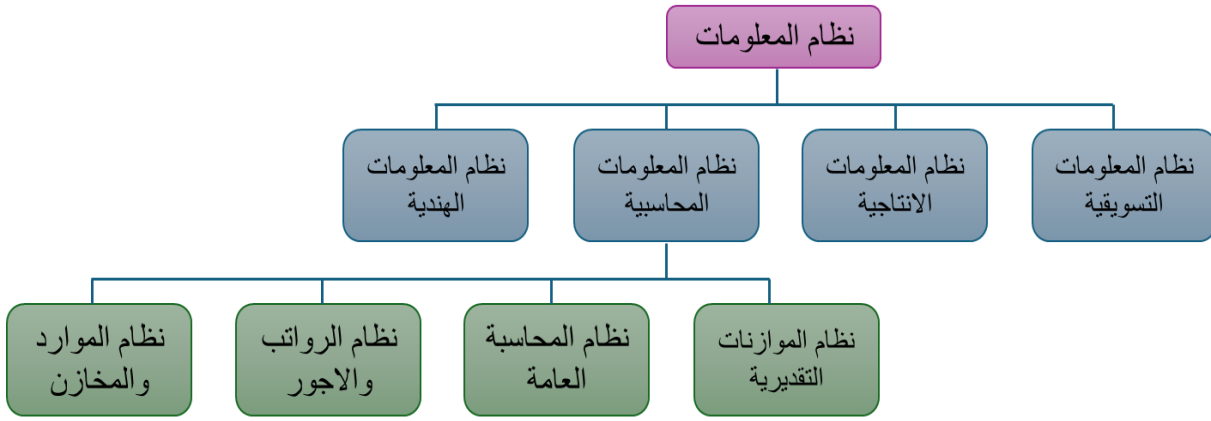 نظام المعلومات
نظام المعلومات
التسويقية
نظام المعلومات
الانتاجية
نظام المعلومات
المحاسبية
نظام المعلومات
الهندية
نظام الموازنات
التقديرية
نظام المحاسبة
العامة
نظام الرواتب
والاجور
نظام الموارد
والمخازن